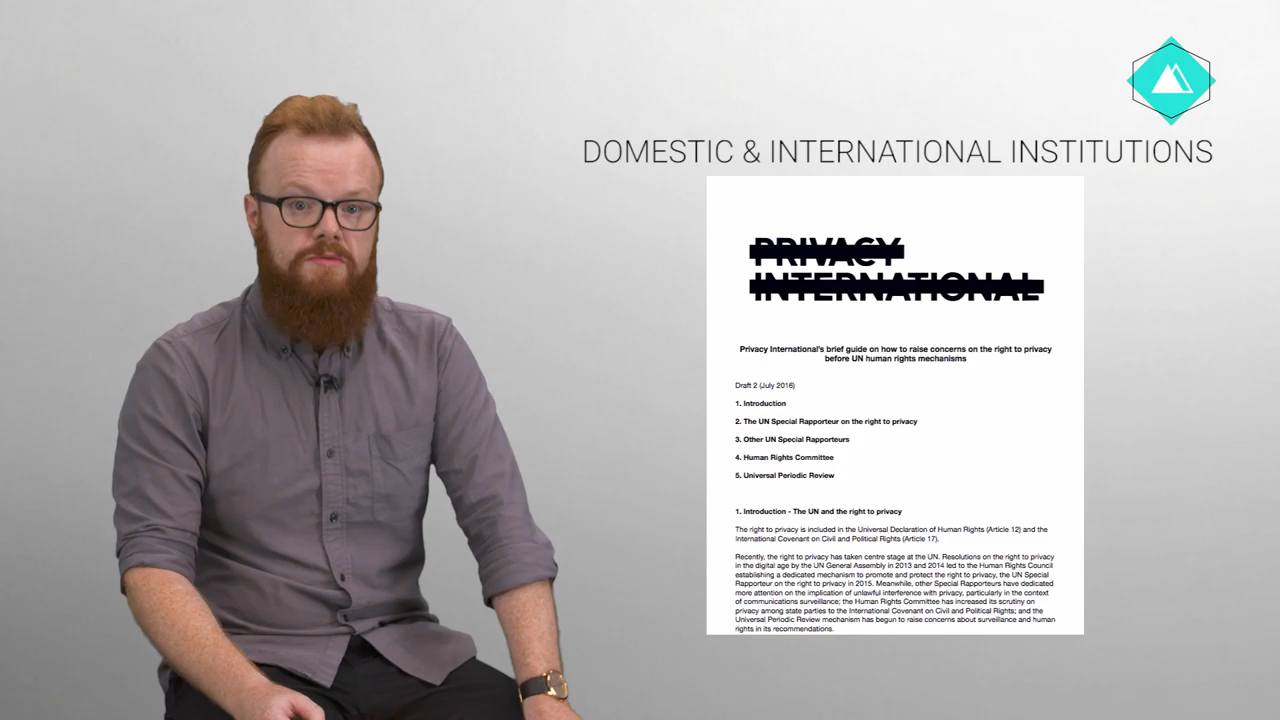 DOMESTIC & INTERNATIONAL INSTITUTIONS
PRIVACY
INTERNATIONAL
Privacy International's brief guide on how to raise concerns on the right to privacy
before UN human rights mechanisms
Draft 2 (July 2016)
1. Introduction
2. The UN Special Rapporteur on the right to privacy
3. Other UN Special Rapporteurs
4. Human Rights Committee
5. Universal Periodic Review
1. Introduction - The UN and the right to privacy
The right to privacy is included in the Universal Declaration of Human Rights (Article 12) and the
International Covenant on Civil and Political Rights (Article 17).
Recently, the right to privacy has taken centre stage at the UN. Resolutions on the right to privacy
in the digital age by the UN General Assembly in 2013 and 2014 led to the Human Rights Council
establishing a dedicated mechanism to promote and protect the right to privacy, the UN Special
Rapporteur on the right to privacy in 2015. Meanwhile, other Special Rapporteurs have dedicated
more attention on the implication of unlawful interference with privacy, particularly in the context
of communications surveillance; the Human Rights Committee has increased its scrutiny on
privacy among state parties to the International Covenant on Civil and Political Rights; and the
Universal Periodic Review mechanism has begun to raise concerns about surveillance and human
rights in its recommendations.